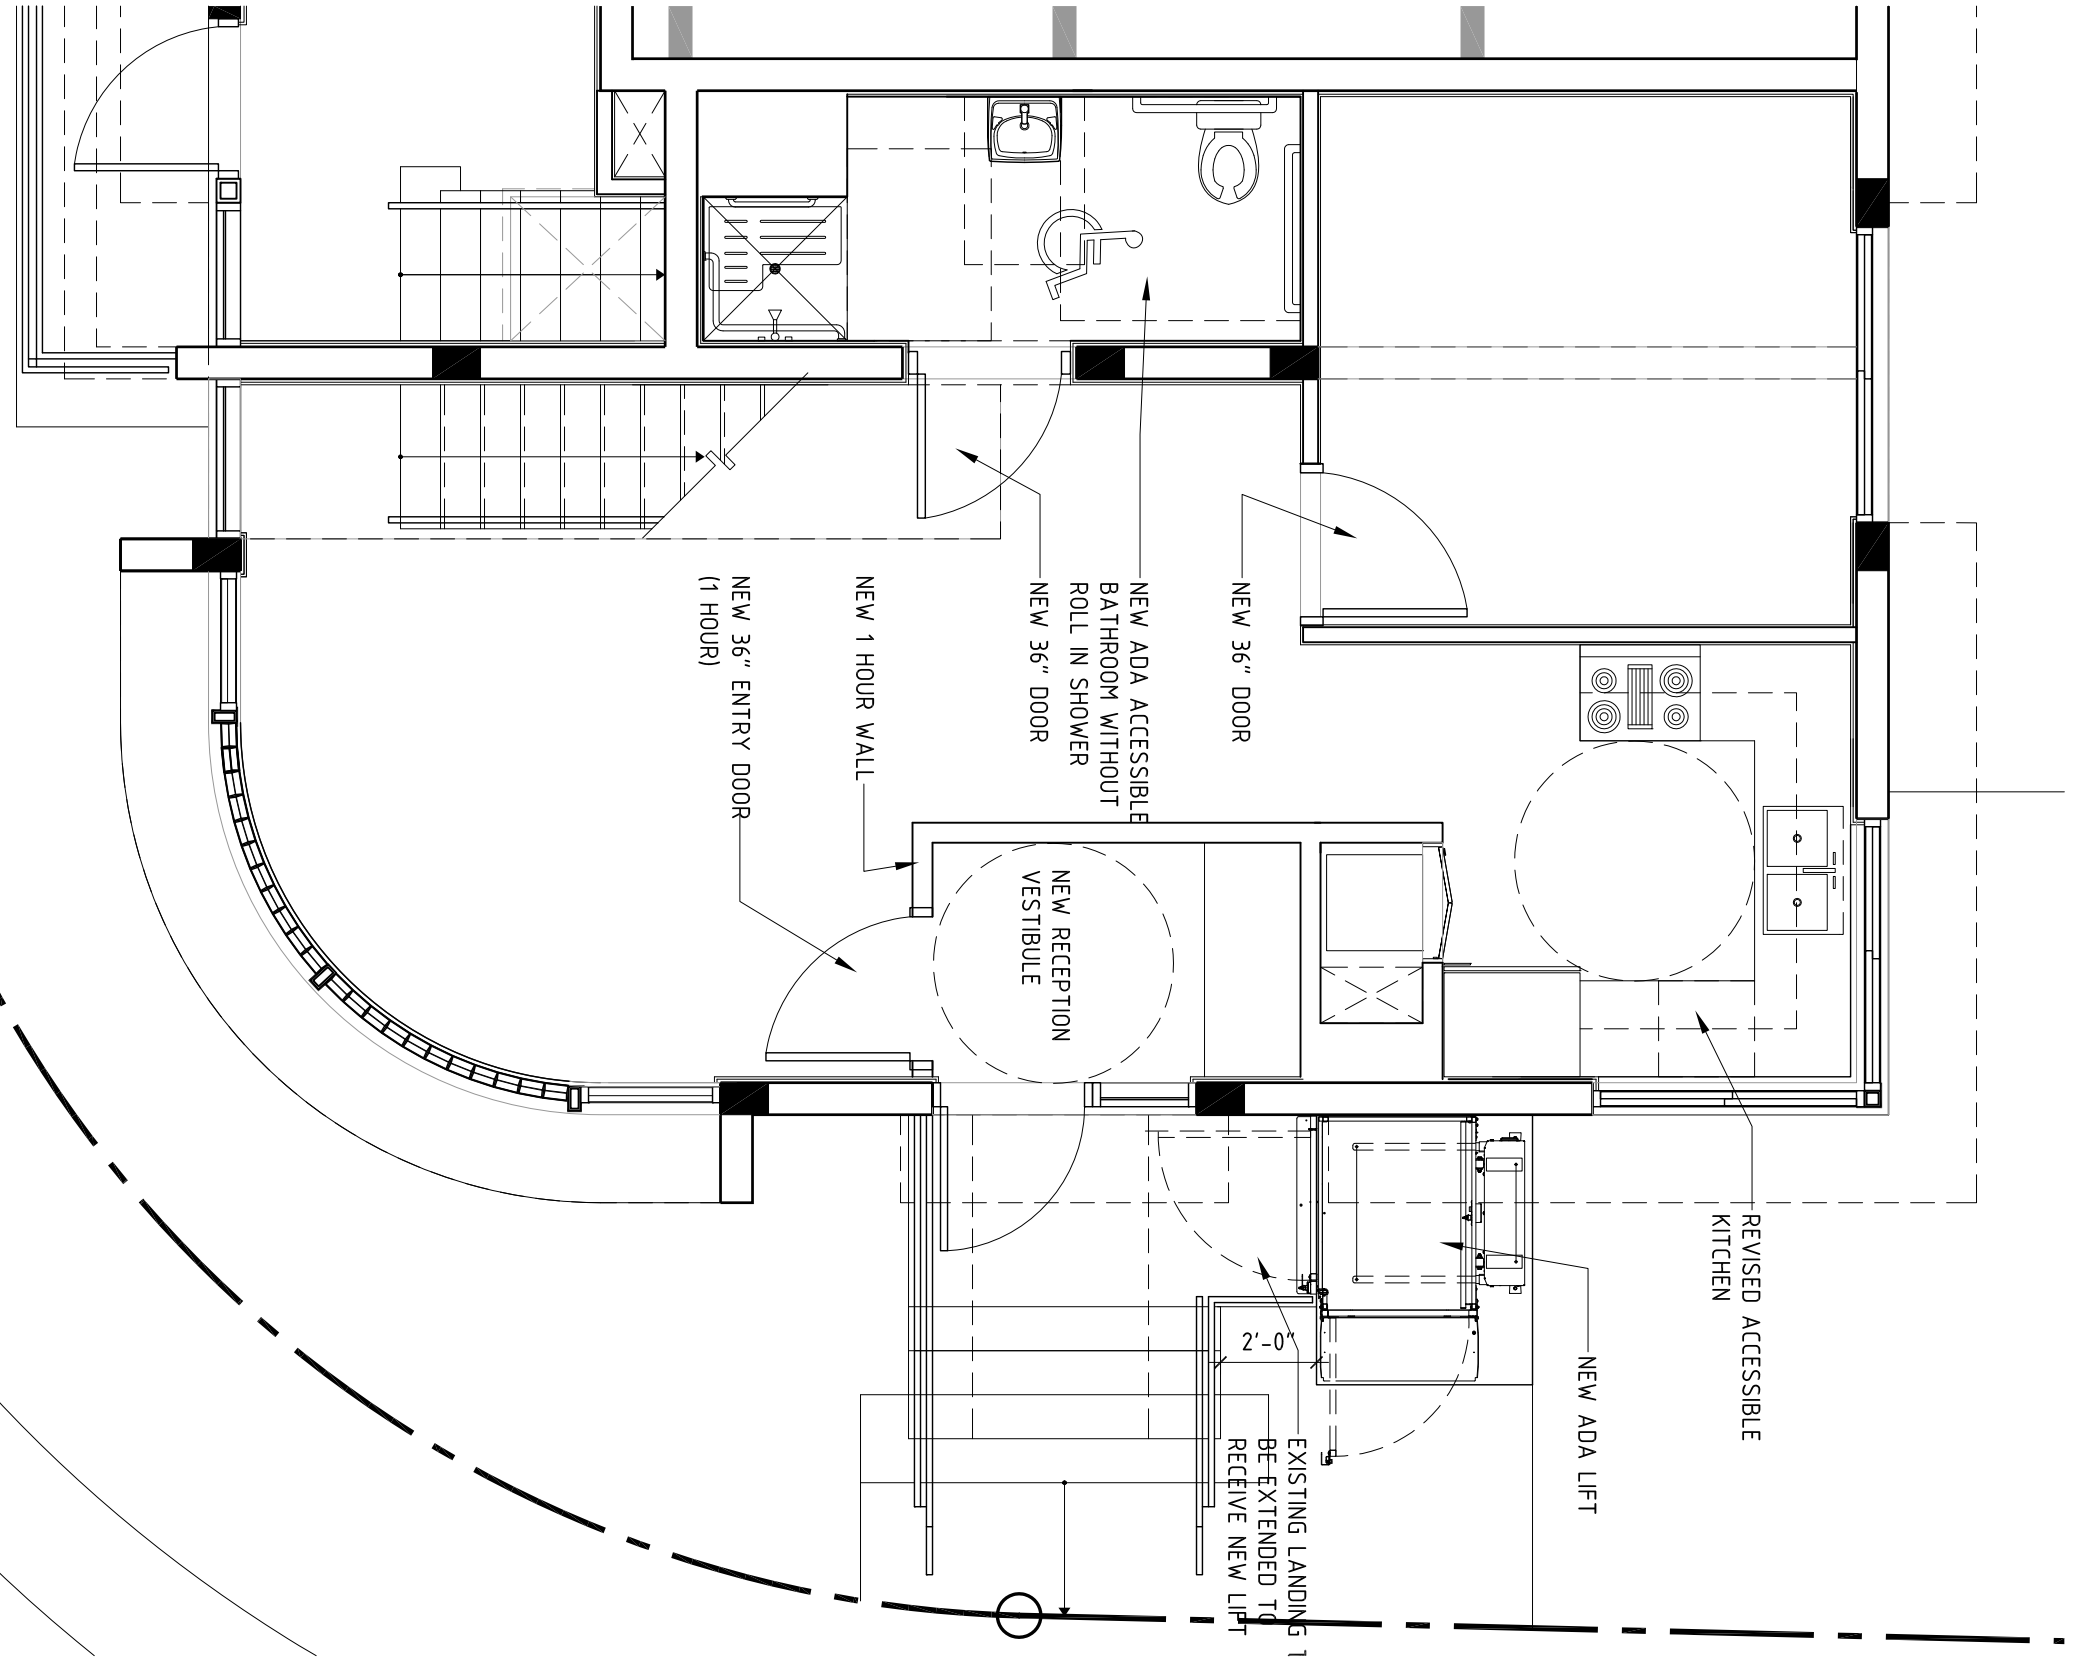 NEW 36" ENTRY DOOR
(1 HOUR)
NEW 1 HOUR WALL
NEW 36" DOOR
NEW ADA ACCESSIBLE
BATHROOM WITHOUT
ROLL IN SHOWER
NEW 36" DOOR
NEW RECEPTION
VESTIBULE
REVISED ACCESSIBLE
KITCHEN
NEW ADA LIFT
2'-0"
EXISTING LANDING
BE EXTENDED TO
RECEIVE NEW LIFT